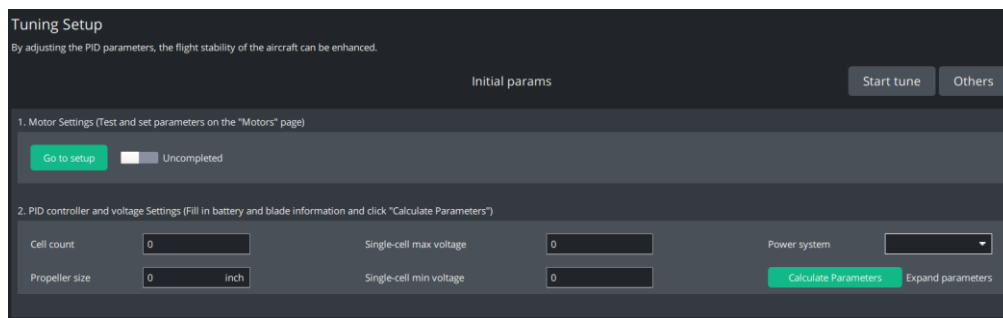 Tuning Setup
By adjusting the PID parameters, the flight stability of the aircraft can be enhanced.
Initial params Start tune Others
1. Motor Settings (Test and set parameters on the "Motors" page)
Go to setup Uncompleted
2. PID controller and voltage Settings (Fill in battery and blade information and click "Calculate Parameters")
Cell count 0 Single-cell max voltage 0 Power system
Propeller size 0 inch Single-cell min voltage 0 Calculate Parameters Expand parameters